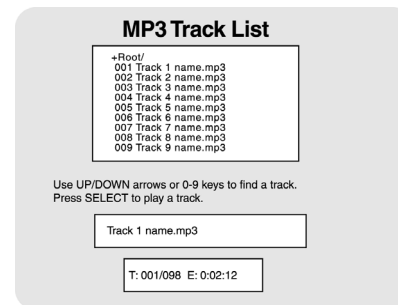 MP3 Track List
+Root/
001 Track 1 name.mp3
002 Track 2 name.mp3
003 Track 3 name.mp3
004 Track 4 name.mp3
005 Track 5 name.mp3
006 Track 6 name.mp3
007 Track 7 name.mp3
008 Track 8 name.mp3
009 Track 9 name.mp3
Use UP/DOWN arrows or 0-9 keys to find a track.
Press SELECT to play a track.
Track 1 name.mp3
T: 001/098 E: 0:02:12